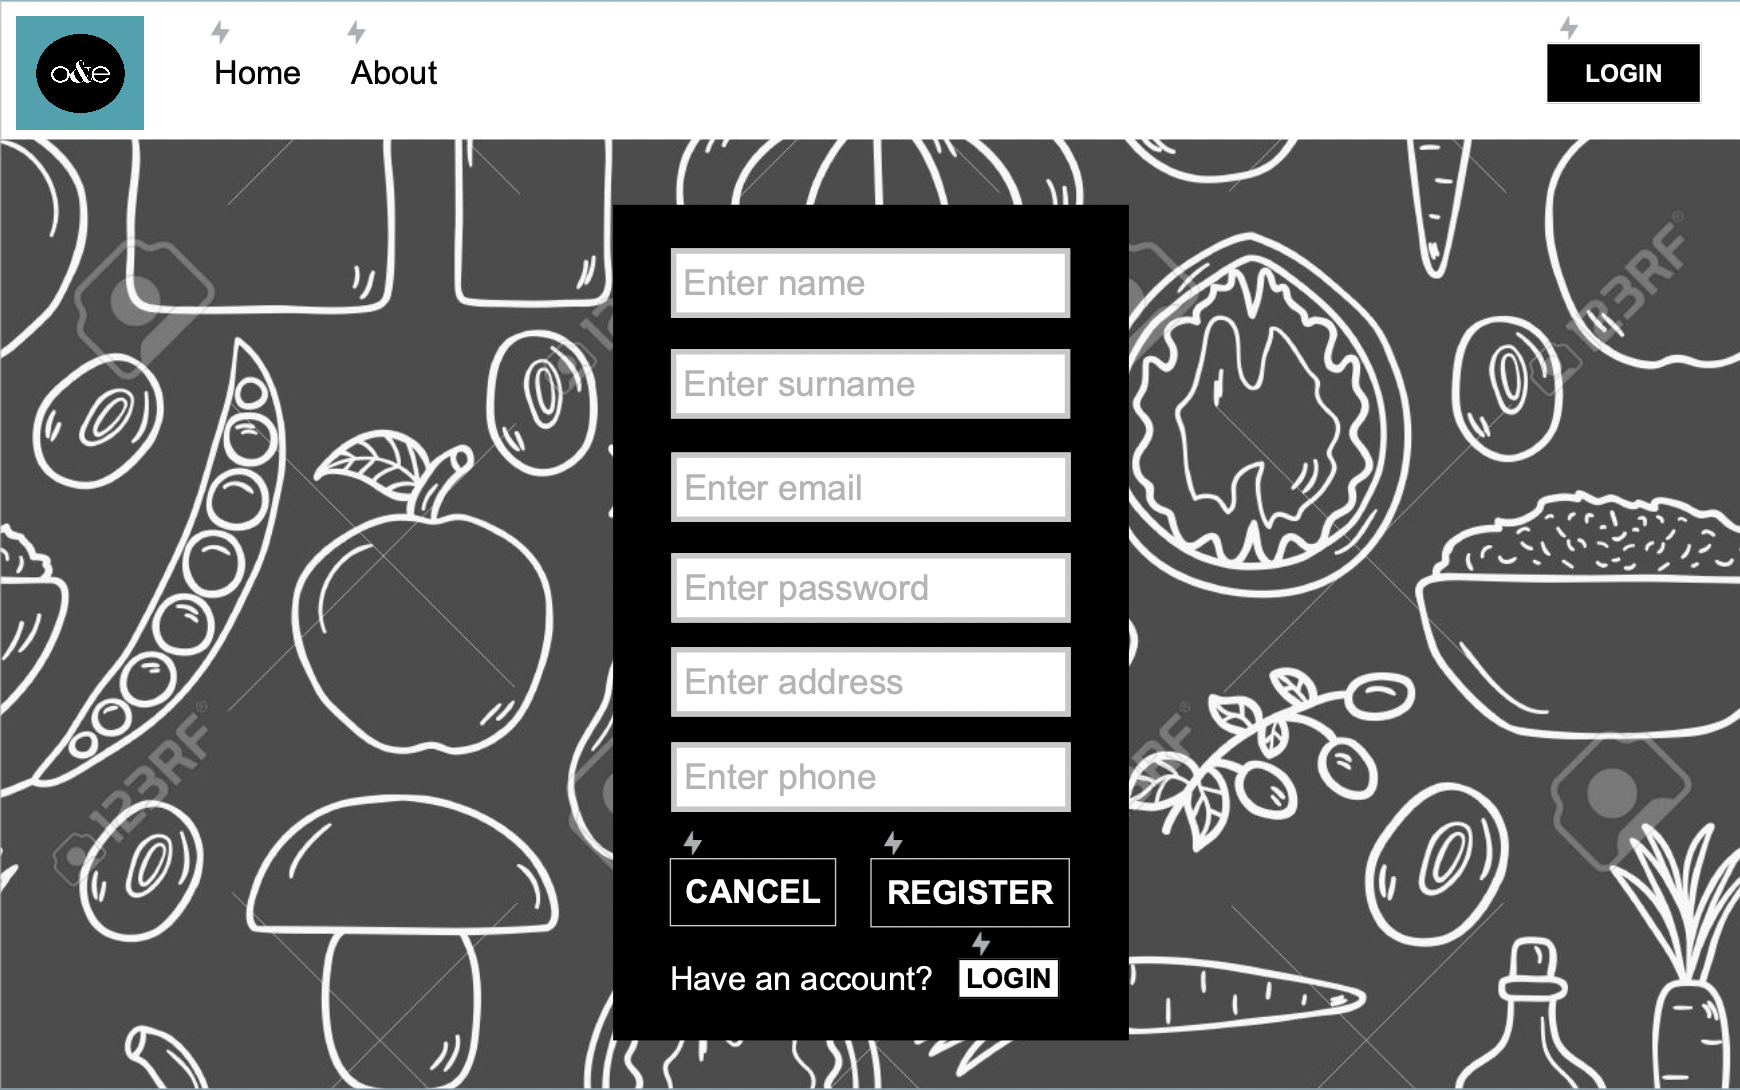 o&e
Home
About
LOGIN
Enter name
Enter surname
Enter email
Enter password
Enter address
Enter phone
CANCEL
REGISTER
Have an account?
LOGIN
123RF®
123RF®
123RF®